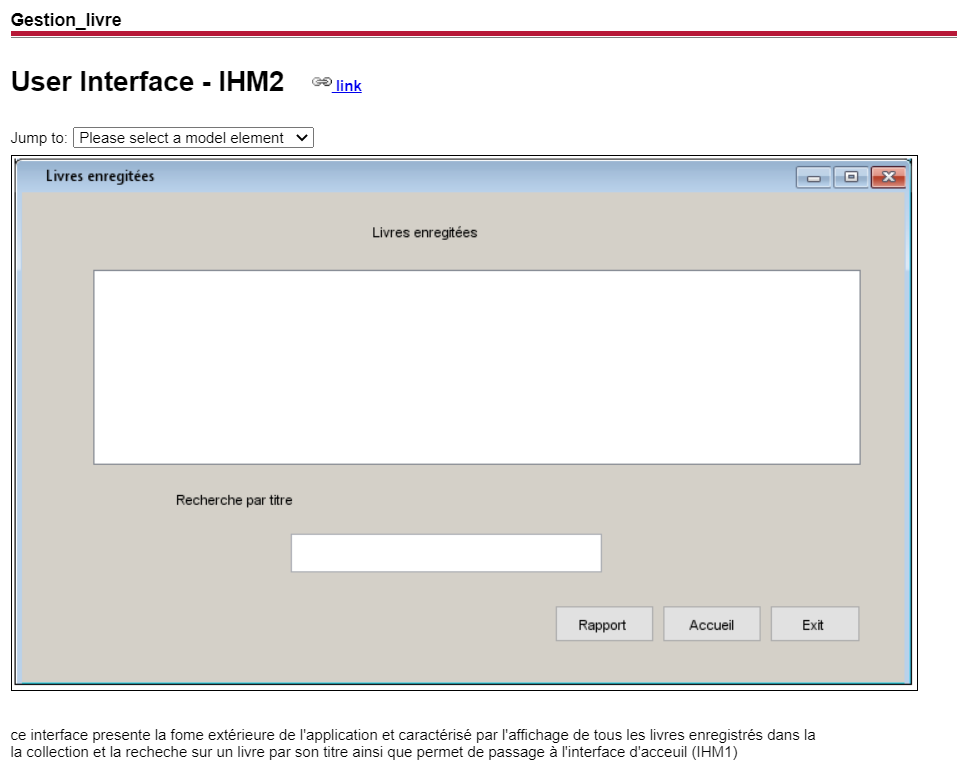 Gestion_livre
User Interface - IHM2 link
Jump to: Please select a model element
Livres enregitées
Livres enregitées
Recherche par titre
Rapport Accueil Exit
ce interface presente la fome extérieure de l'application et caractérisé par l'affichage de tous les livres enregistrés dans la
la collection et la recheche sur un livre par son titre ainsi que permet de passage à l'interface d'acceuil (IHM1)